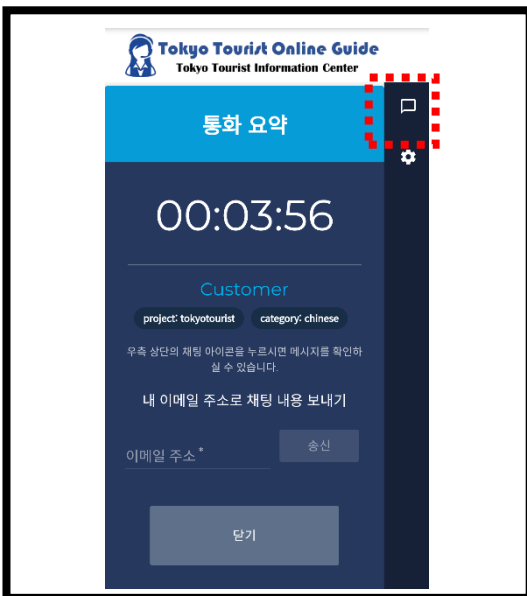 Tokyo Tourist Online Guide
Tokyo Tourist Information Center
통화 요약
00:03:56
Customer
project: tokyotourist category: chinese
우측 상단의 채팅 아이콘을 누르시면 메시지를 확인하
실 수 있습니다.
내 이메일 주소로 채팅 내용 보내기
이메일 주소 *
송신
닫기